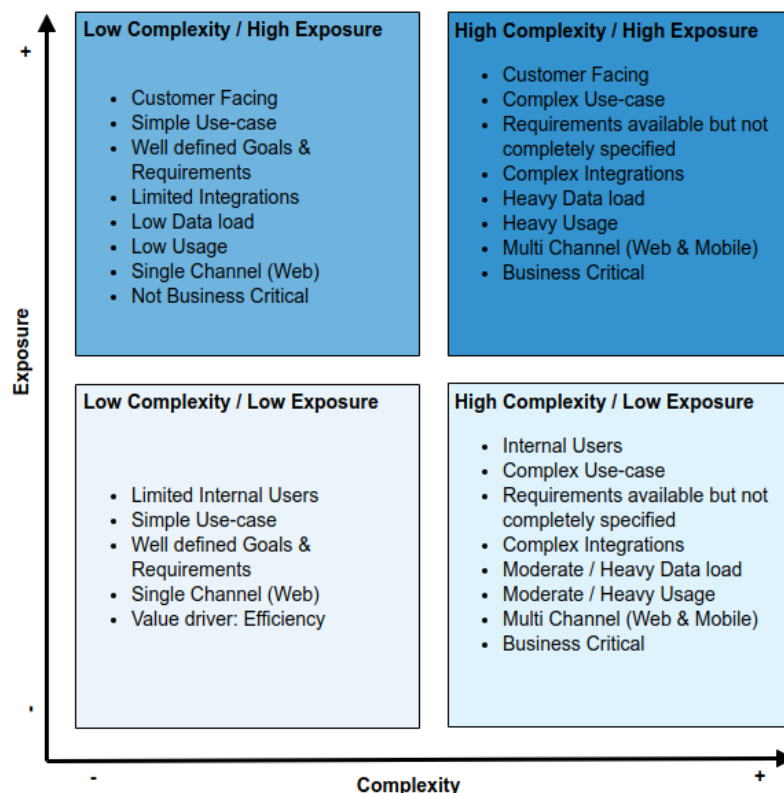 +
Exposure
-
Low Complexity / High Exposure
• Customer Facing
• Simple Use-case
• Well defined Goals &
Requirements
• Limited Integrations
• Low Data load
• Low Usage
• Single Channel (Web)
• Not Business Critical
High Complexity / High Exposure
• Customer Facing
• Complex Use-case
• Requirements available but not
completely specified
• Complex Integrations
• Heavy Data load
• Heavy Usage
• Multi Channel (Web & Mobile)
• Business Critical
Low Complexity / Low Exposure
• Limited Internal Users
• Simple Use-case
• Well defined Goals &
Requirements
• Single Channel (Web)
• Value driver: Efficiency
High Complexity / Low Exposure
• Internal Users
• Complex Use-case
• Requirements available but not
completely specified
• Complex Integrations
• Moderate / Heavy Data load
• Moderate / Heavy Usage
• Multi Channel (Web & Mobile)
• Business Critical
-
Complexity
+